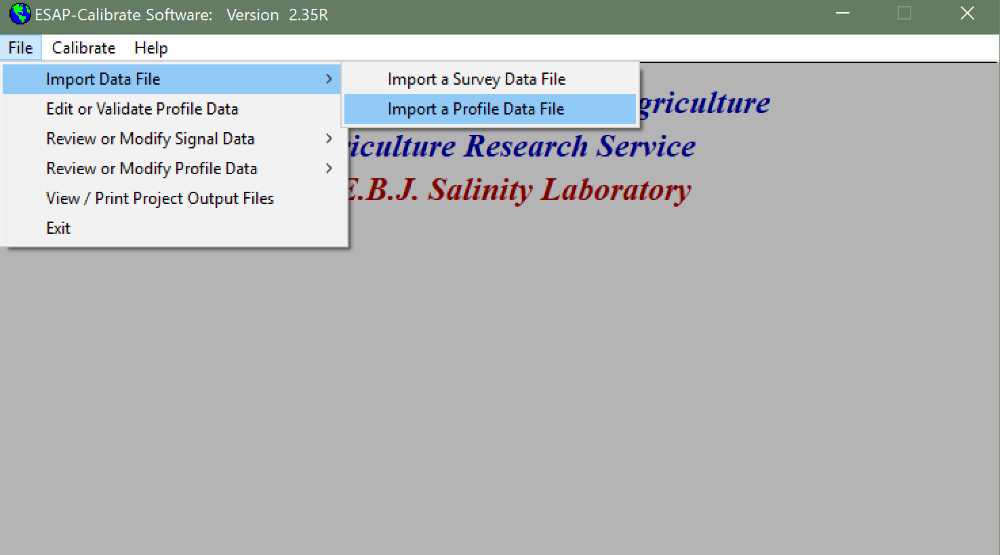 ESAP-Calibrate Software: Version 2.35R
File Calibrate Help
Import Data File
Edit or Validate Profile Data
Review or Modify Signal Data
Review or Modify Profile Data
View / Print Project Output Files
Exit
Import a Survey Data File
Import a Profile Data File
griculture
riculture Research Service
E.B.J. Salinity Laboratory